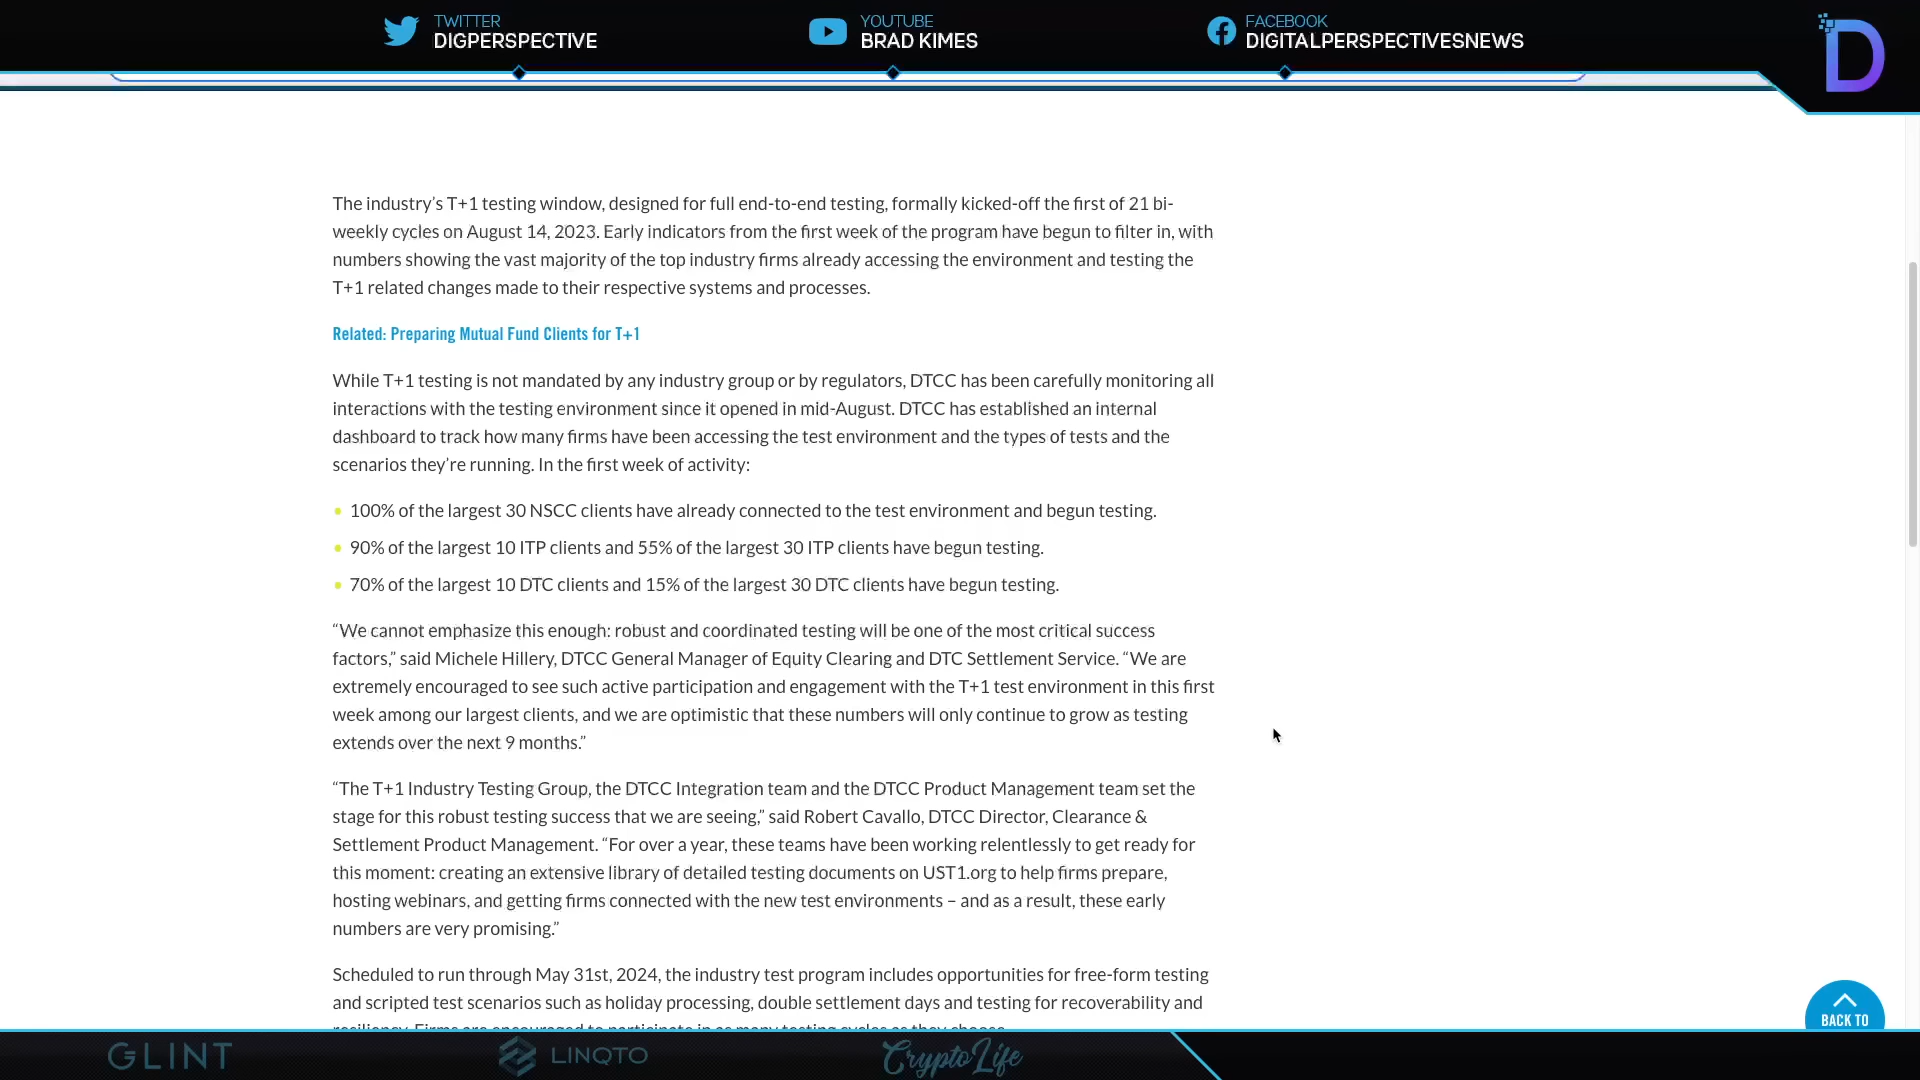 TWITTER
DIGPERSPECTIVE
YOUTUBE
BRAD KIMES
FACEBOOK
DIGITALPERSPECTIVESNEWS
D
The industry’s T+1 testing window, designed for full end-to-end testing, formally kicked-off the first of 21 bi-
weekly cycles on August 14, 2023. Early indicators from the first week of the program have begun to filter in, with
numbers showing the vast majority of the top industry firms already accessing the environment and testing the
T+1 related changes made to their respective systems and processes.
Related: Preparing Mutual Fund Clients for T+1
While T+1 testing is not mandated by any industry group or by regulators, DTCC has been carefully monitoring all
interactions with the testing environment since it opened in mid-August. DTCC has established an internal
dashboard to track how many firms have been accessing the test environment and the types of tests and the
scenarios they’re running. In the first week of activity:
• 100% of the largest 30 NSCC clients have already connected to the test environment and begun testing.
• 90% of the largest 10 ITP clients and 55% of the largest 30 ITP clients have begun testing.
• 70% of the largest 10 DTC clients and 15% of the largest 30 DTC clients have begun testing.
“We cannot emphasize this enough: robust and coordinated testing will be one of the most critical success
factors,” said Michele Hillery, DTCC General Manager of Equity Clearing and DTC Settlement Service. “We are
extremely encouraged to see such active participation and engagement with the T+1 test environment in this first
week among our largest clients, and we are optimistic that these numbers will only continue to grow as testing
extends over the next 9 months.”
“The T+1 Industry Testing Group, the DTCC Integration team and the DTCC Product Management team set the
stage for this robust testing success that we are seeing,” said Robert Cavallo, DTCC Director, Clearance &
Settlement Product Management. “For over a year, these teams have been working relentlessly to get ready for
this moment: creating an extensive library of detailed testing documents on UST1.org to help firms prepare,
hosting webinars, and getting firms connected with the new test environments – and as a result, these early
numbers are very promising.”
Scheduled to run through May 31st, 2024, the industry test program includes opportunities for free-form testing
and scripted test scenarios such as holiday processing, double settlement days and testing for recoverability and
resiliency. Firms are encouraged to participate in as many testing cycles as they choose.
BACK TO
GLINT
LINQTO
CryptoLife